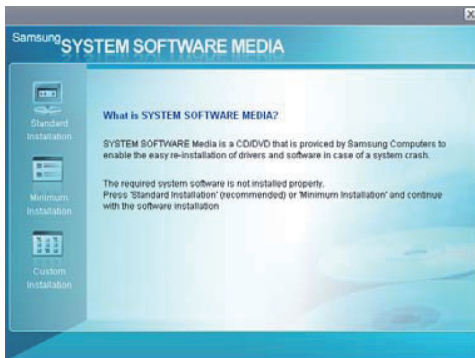 Samsung SYSTEM SOFTWARE MEDIA
Standard
Installation
What is SYSTEM SOFTWARE MEDIA?
SYSTEM SOFTWARE Media is a CD/DVD that is proviced by Samsung Computers to
enable the easy re-installation of drivers and software in case of a system crash.
The required system software is not installed properly.
Press 'Standard Installation' (recommended) or 'Minimum Installation' and continue
with the software installation
Minimum
Installation
Custom
Installation